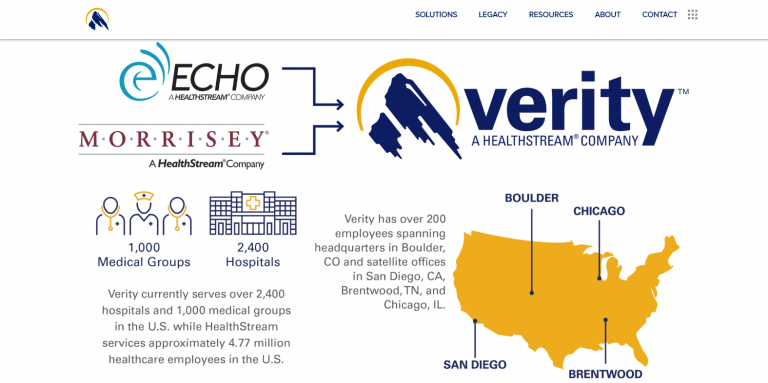 SOLUTIONS LEGACY RESOURCES ABOUT CONTACT
ECHO
A HEALTHSTREAM® COMPANY
M·O·R·R·I·S·E·Y®
A HealthStream® Company
verity™
A HEALTHSTREAM® COMPANY
1,000
Medical Groups
2,400
Hospitals
Verity currently serves over 2,400
hospitals and 1,000 medical groups
in the U.S. while HealthStream
services approximately 4.77 million
healthcare employees in the U.S.
Verity has over 200
employees spanning
headquarters in Boulder,
CO and satellite offices
in San Diego, CA,
Brentwood, TN, and
Chicago, IL.
BOULDER
CHICAGO
SAN DIEGO
BRENTWOOD